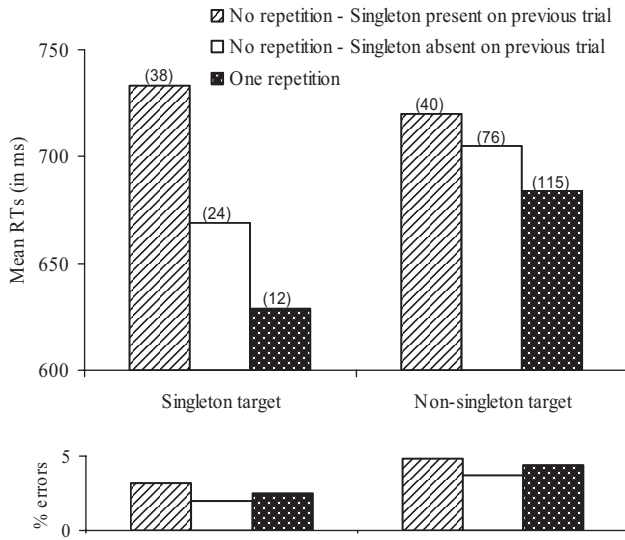 No repetition - Singleton present on previous trial
No repetition - Singleton absent on previous trial
One repetition
750
700
650
600
Mean RTs (in ms)
(38)
(24)
(12)
(40)
(76)
(115)
Singleton target
Non-singleton target
5
0
% errors